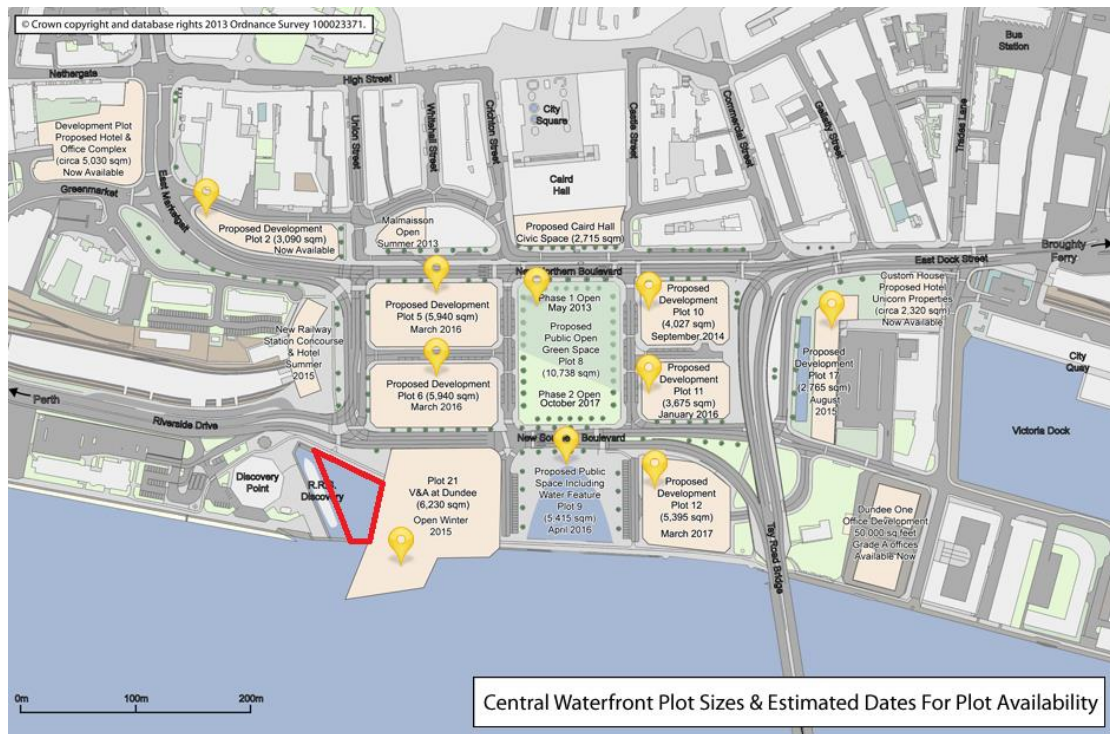 © Crown copyright and database rights 2013 Ordnance Survey 100023371.
Bus
Station
Nethergate
High Street
Union Street
Whitehall Street
Crichton Street
City
Square
Castle Street
Commercial Street
Gellatly Street
Trades Lane
Development Plot
Proposed Hotel &
Office Complex
(circa 5,030 sqm)
Now Available
Greenmarket
East Marketgait
Caird
Hall
Proposed Development
Plot 2 (3,090 sqm)
Now Available
Malmaisson
Open
Summer 2013
Proposed Caird Hall
Civic Space (2,715 sqm)
East Dock Street
Broughty
Ferry
New Northern Boulevard
Proposed Development
Plot 5 (5,940 sqm)
March 2016
Phase 1 Open
May 2013
Proposed
Public Open
Green Space
Plot 8
(10,738 sqm)
Phase 2 Open
October 2017
Proposed
Development
Plot 10
(4,027 sqm)
September 2014
Custom House
Proposed Hotel
Unicorn Properties
(circa 2,320 sqm)
Now Available
New Railway
Station Concourse
& Hotel
Summer
2015
Proposed Development
Plot 6 (5,940 sqm)
March 2016
Proposed
Development
Plot 11
(3,675 sqm)
January 2016
Proposed
Development
Plot 17
(2,765 sqm)
August
2015
City
Quay
Perth
Riverside Drive
Victoria Dock
Discovery
Point
R.R.S.
Discovery
Plot 21
V&A at Dundee
(6,230 sqm)
Open Winter
2015
Proposed Public
Space Including
Water Feature
Plot 9
(5,415 sqm)
April 2016
Proposed
Development
Plot 12
(5,395 sqm)
March 2017
Tay Road Bridge
Dundee One
Office Development
50,000 sq feet
Grade A offices
Available Now
0m 100m 200m
Central Waterfront Plot Sizes & Estimated Dates For Plot Availability